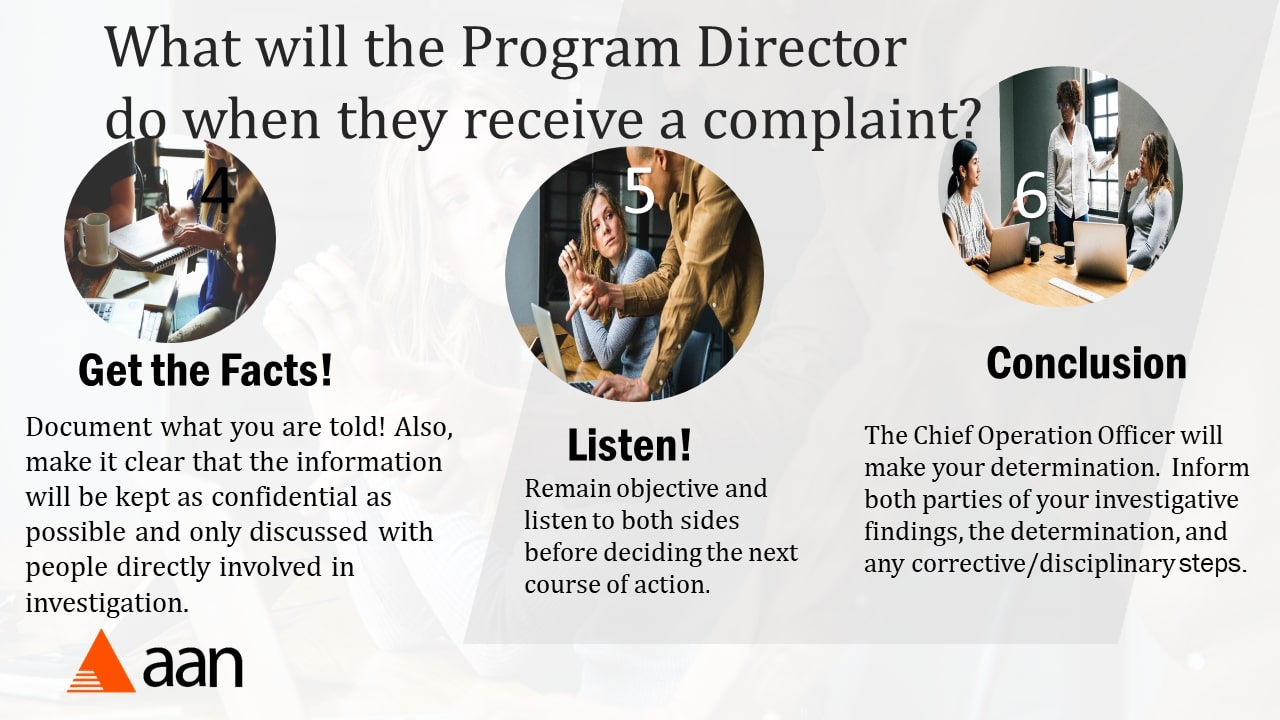 What will the Program Director
do when they receive a complaint?
4
Get the Facts!
Document what you are told! Also,
make it clear that the information
will be kept as confidential as
possible and only discussed with
people directly involved in
investigation.
5
Listen!
Remain objective and
listen to both sides
before deciding the next
course of action.
6
Conclusion
The Chief Operation Officer will
make your determination.  Inform
both parties of your investigative
findings, the determination, and
any corrective/disciplinary steps.
aan